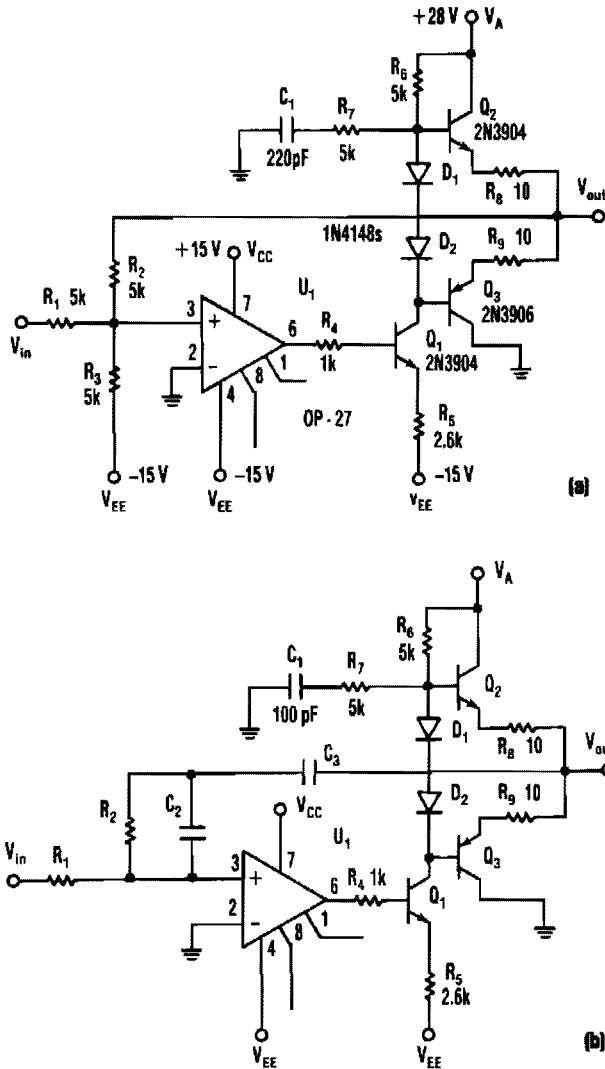 +28 V V_A
R_6
5k
C_1
R_7
Q_2
2N3904
220pF
5k
D_1
R_8 10
V_out
1N4148s
R_9 10
+15 V V_CC
D_2
R_2
5k
U_1
Q_3
2N3906
R_1 5k
3
+
7
6
R_4
V_in
2
−
1
1k
Q_1
2N3904
R_3
5k
4
8
OP - 27
R_5
2.6k
−15 V
V_EE
−15 V
V_EE
−15 V
V_EE
(a)
V_A
R_6
5k
C_1
R_7
Q_2
100 pF
5k
D_1
R_8 10
C_3
V_out
R_9 10
R_2
C_2
V_CC
D_2
U_1
Q_3
V_in
R_1
3
+
7
6
R_4 1k
2
−
1
Q_1
4
8
R_5
2.6k
V_EE
V_EE
(b)